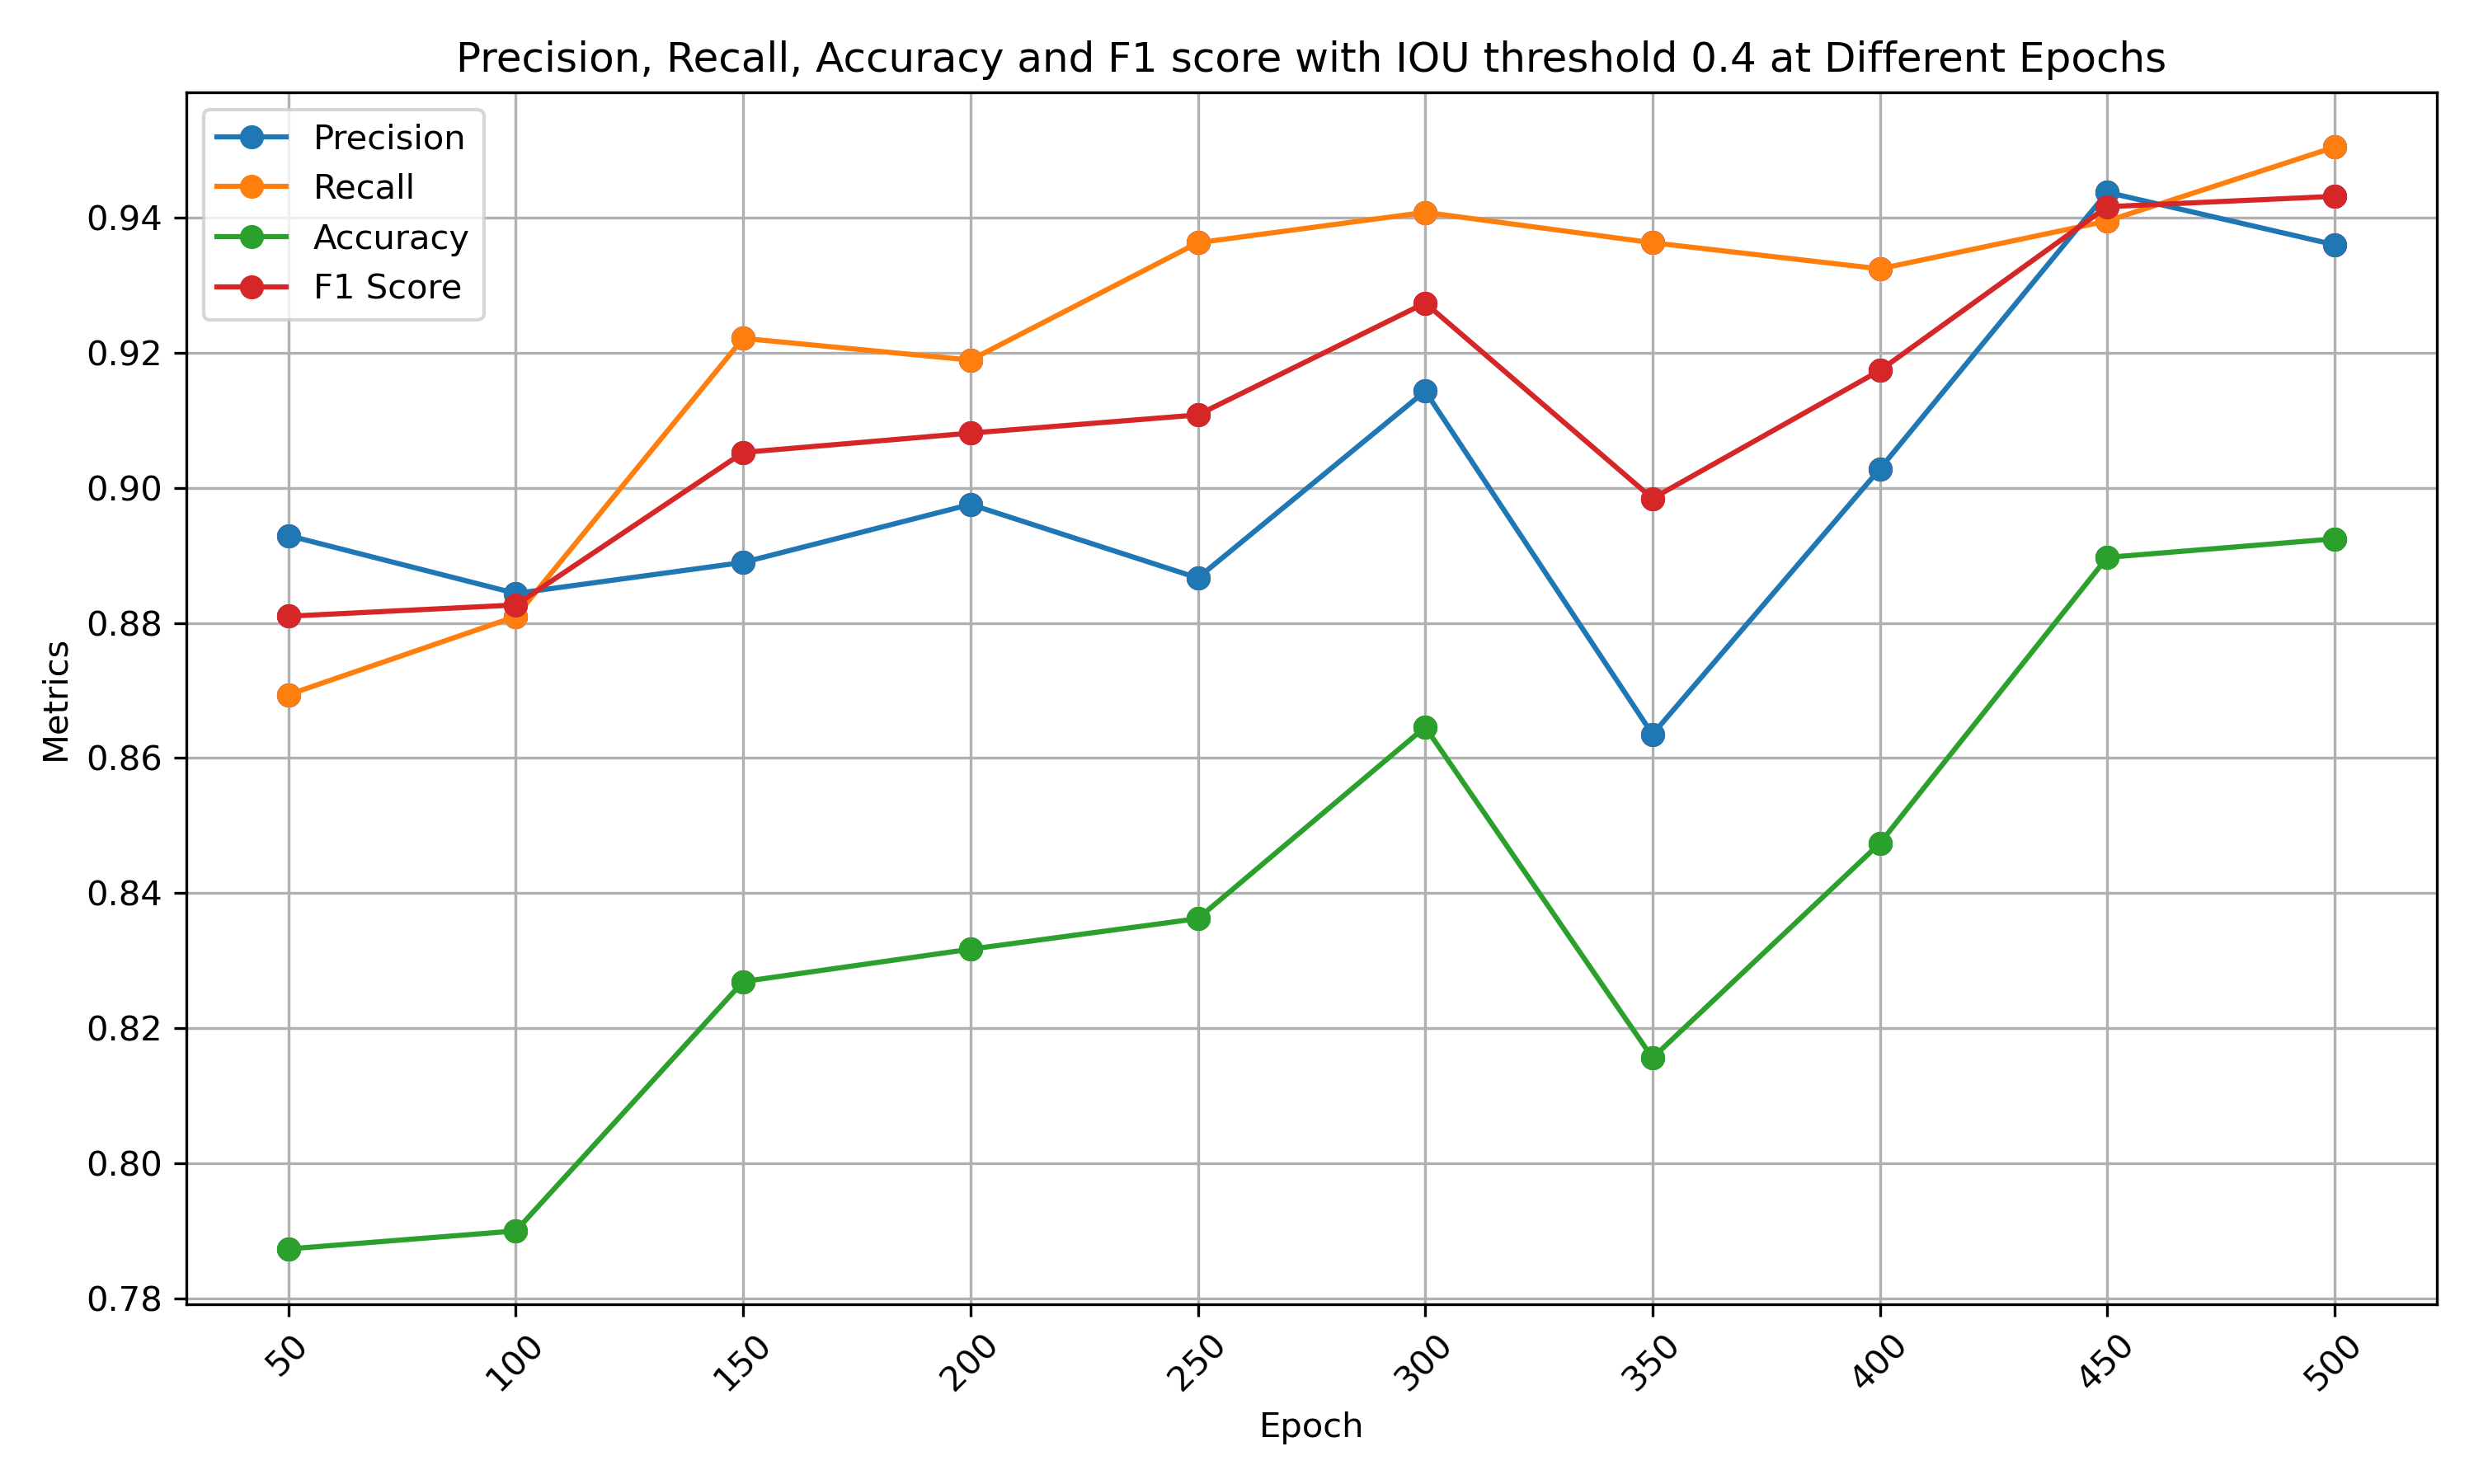 Precision, Recall, Accuracy and F1 score with IOU threshold 0.4 at Different Epochs
Precision
Recall
Accuracy
F1 Score
Metrics
0.94
0.92
0.90
0.88
0.86
0.84
0.82
0.80
0.78
50 100 150 200 250 300 350 400 450 500
Epoch